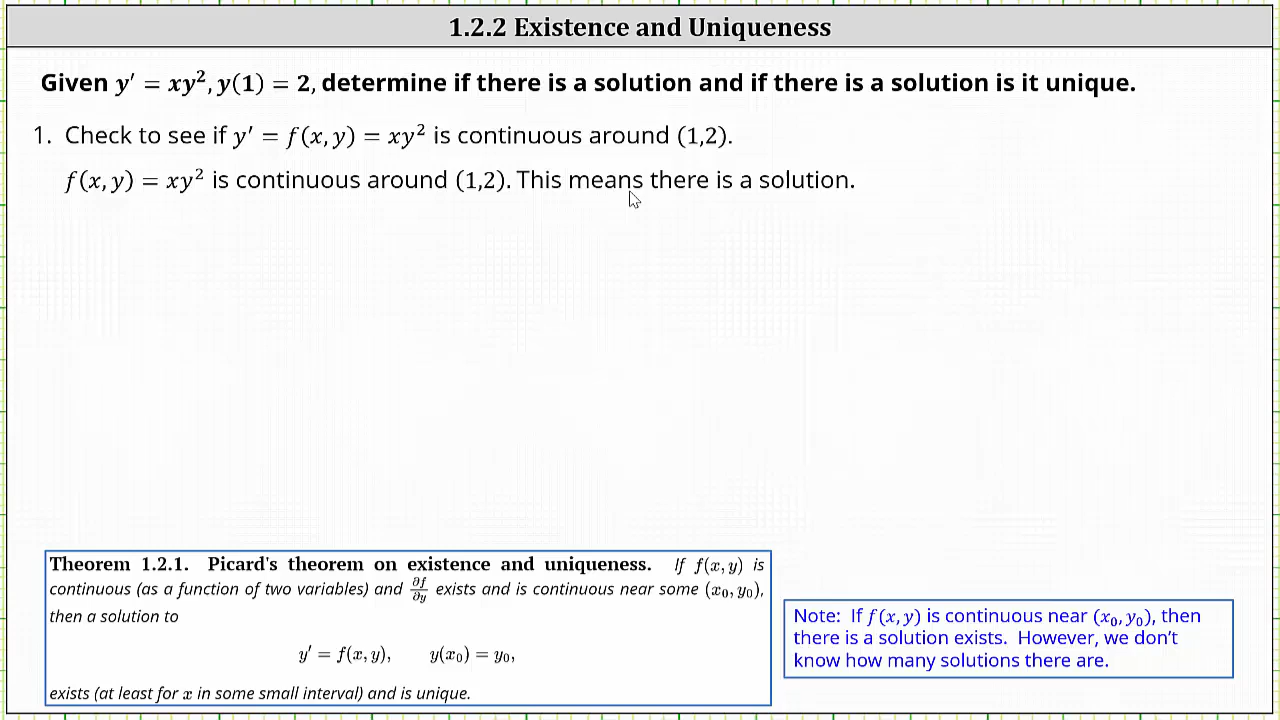 1.2.2 Existence and Uniqueness
Given y′ = xy², y(1) = 2, determine if there is a solution and if there is a solution is it unique.
1. Check to see if y′ = f(x, y) = xy² is continuous around (1,2).
f(x, y) = xy² is continuous around (1,2). This means there is a solution.
Theorem 1.2.1. Picard's theorem on existence and uniqueness. If f(x, y) is
continuous (as a function of two variables) and ∂f/∂y exists and is continuous near some (x₀, y₀),
then a solution to
y′ = f(x, y), y(x₀) = y₀,
exists (at least for x in some small interval) and is unique.
Note: If f(x, y) is continuous near (x₀, y₀), then
there is a solution exists. However, we don't
know how many solutions there are.